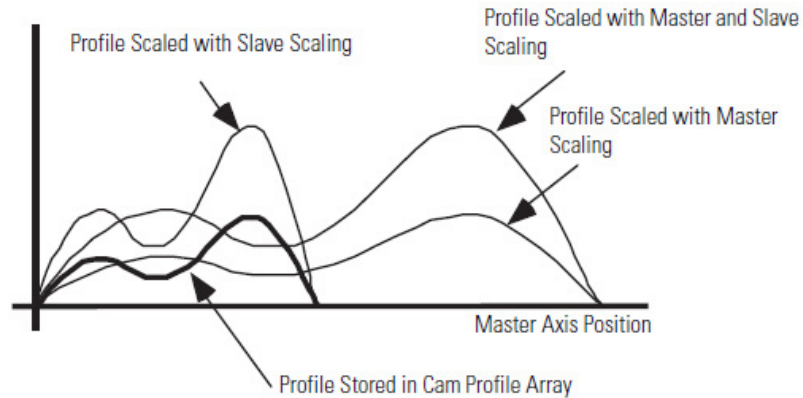 Profile Scaled with Slave Scaling
Profile Scaled with Master and Slave
Scaling
Profile Scaled with Master
Scaling
Master Axis Position
Profile Stored in Cam Profile Array